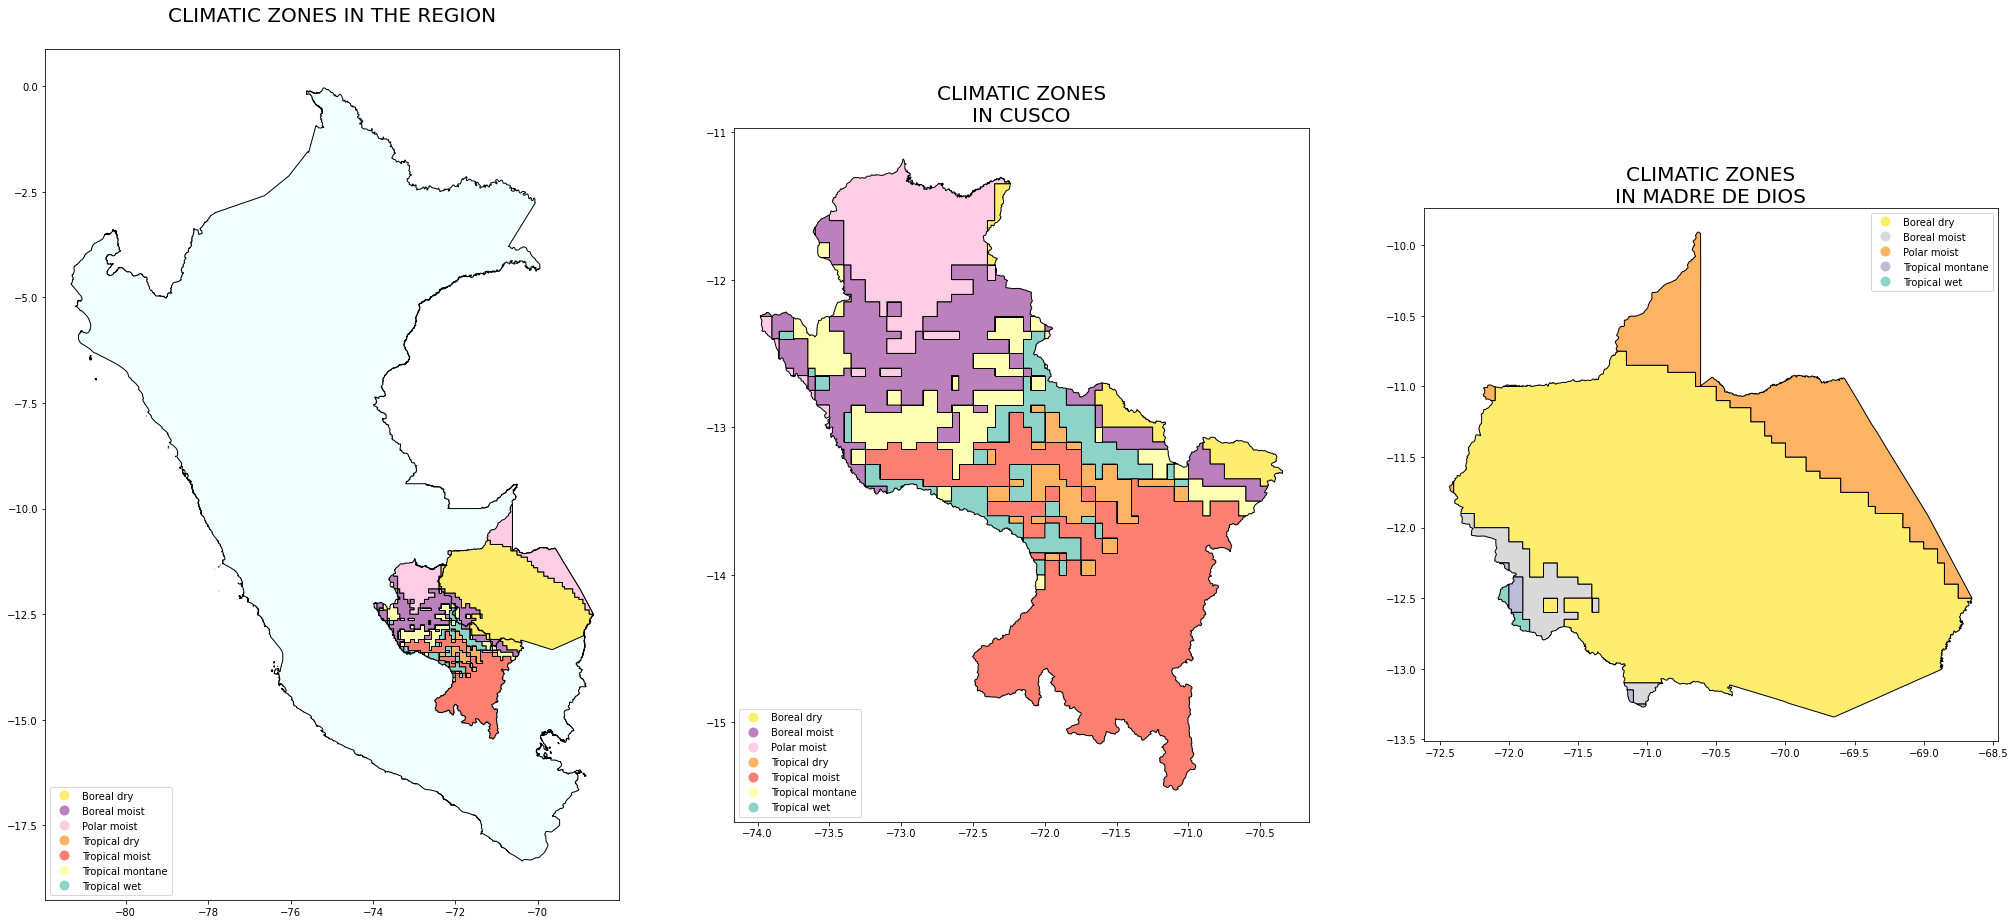 CLIMATIC ZONES IN THE REGION
0.0
−2.5
−5.0
−7.5
−10.0
−12.5
−15.0
−17.5
Boreal dry
Boreal moist
Polar moist
Tropical dry
Tropical moist
Tropical montane
Tropical wet
−80
−78
−76
−74
−72
−70
CLIMATIC ZONES
IN CUSCO
−11
−12
−13
−14
−15
Boreal dry
Boreal moist
Polar moist
Tropical dry
Tropical moist
Tropical montane
Tropical wet
−74.0
−73.5
−73.0
−72.5
−72.0
−71.5
−71.0
−70.5
CLIMATIC ZONES
IN MADRE DE DIOS
Boreal dry
Boreal moist
Polar moist
Tropical montane
Tropical wet
−10.0
−10.5
−11.0
−11.5
−12.0
−12.5
−13.0
−13.5
−72.5
−72.0
−71.5
−71.0
−70.5
−70.0
−69.5
−69.0
−68.5